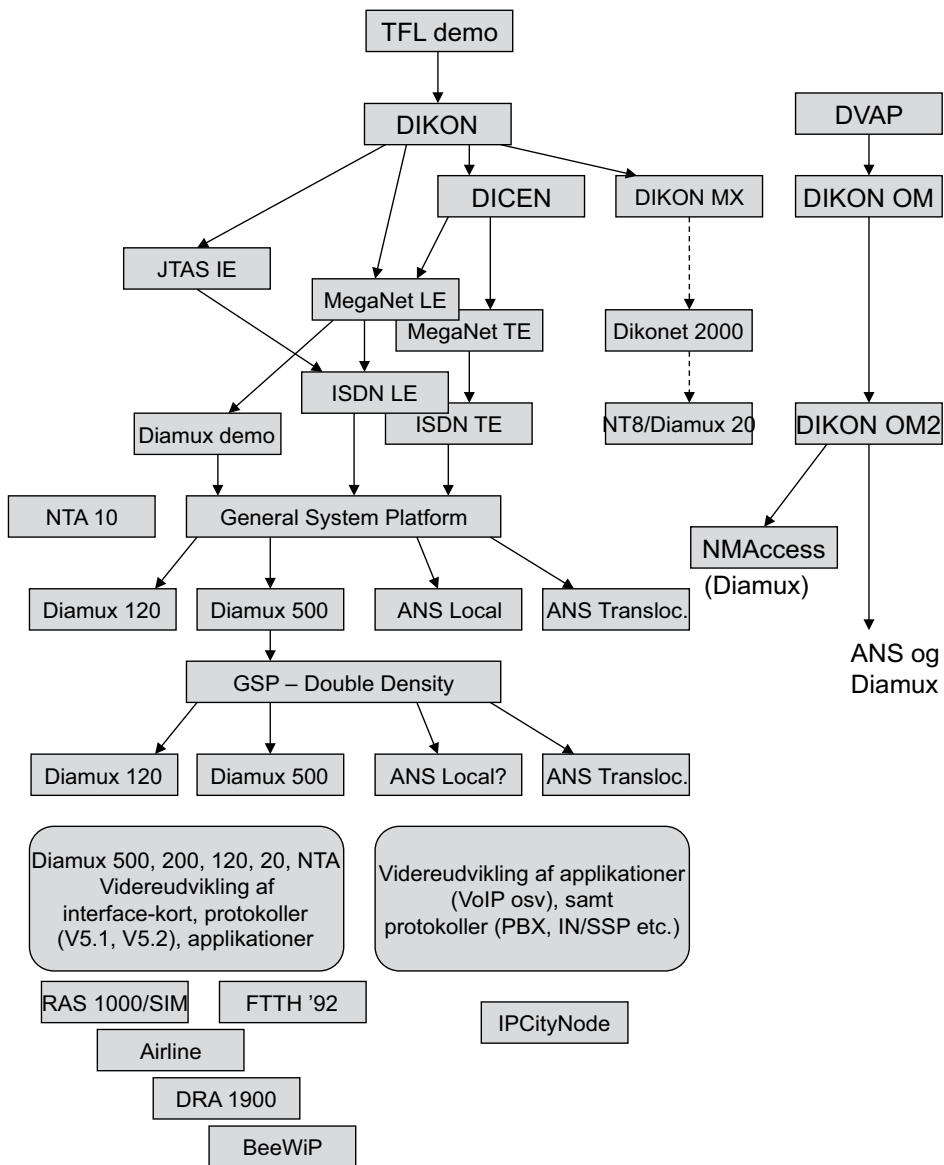 TFL demo
DIKON
DVAP
DICEN
DIKON MX
DIKON OM
JTAS IE
MegaNet LE
MegaNet TE
Dikonet 2000
ISDN LE
Diamux demo
ISDN TE
NT8/Diamux 20
DIKON OM2
NTA 10
General System Platform
NMAccess
(Diamux)
Diamux 120
Diamux 500
ANS Local
ANS Transloc.
ANS og
Diamux
GSP – Double Density
Diamux 120
Diamux 500
ANS Local?
ANS Transloc.
Diamux 500, 200, 120, 20, NTA
Videreudvikling af
interface-kort, protokoller
(V5.1, V5.2), applikationer
Videreudvikling af applikationer
(VoIP osv), samt
protokoller (PBX, IN/SSP etc.)
RAS 1000/SIM
FTTH ’92
IPCityNode
Airline
DRA 1900
BeeWiP